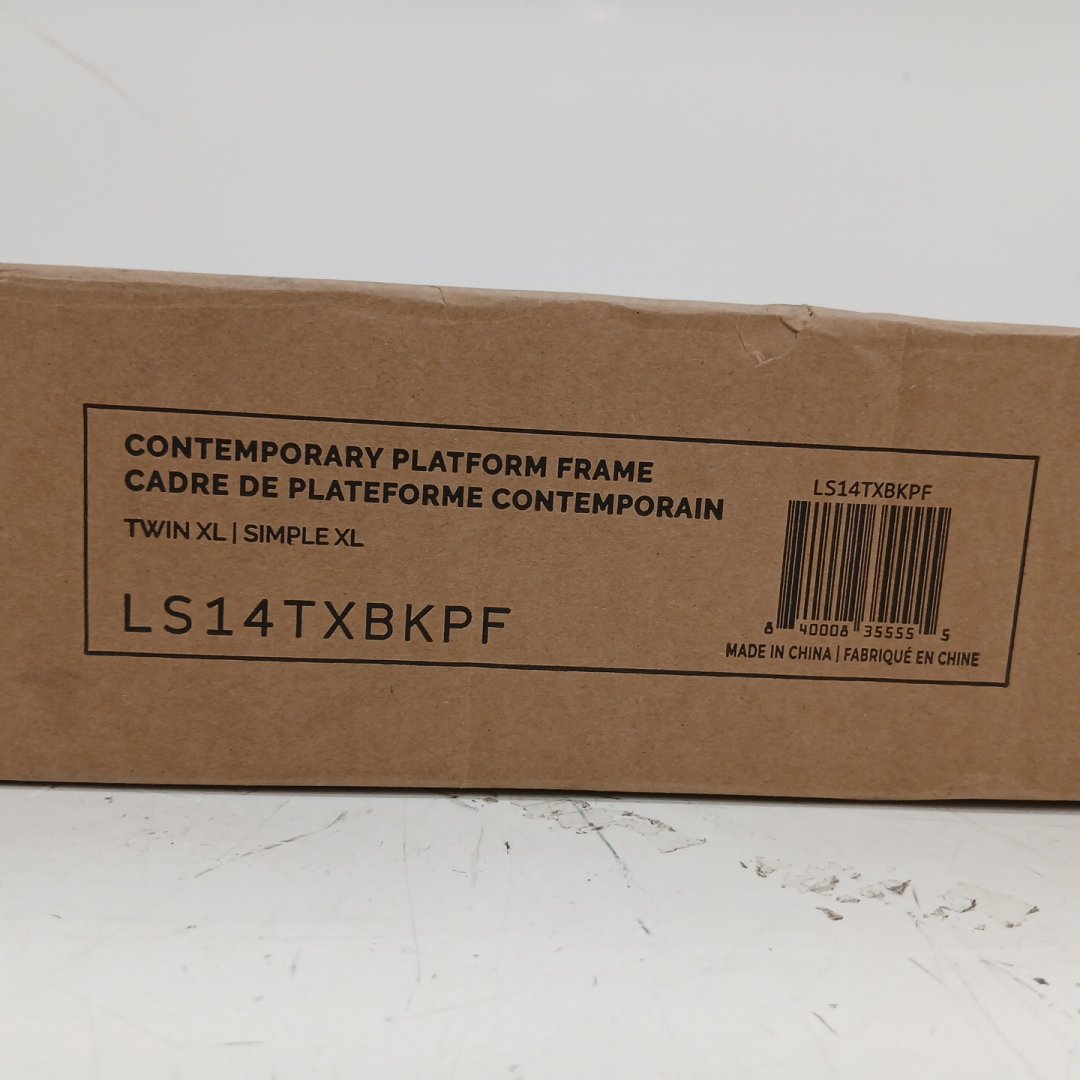 CONTEMPORARY PLATFORM FRAME
CADRE DE PLATEFORME CONTEMPORAIN
TWIN XL | SIMPLE XL
LS14TXBKPF
LS14TXBKPF
8 40008 35555 5
MADE IN CHINA | FABRIQUÉ EN CHINE